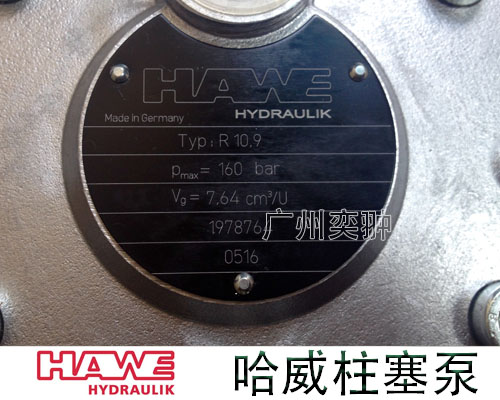 HAWE
HYDRAULIK
Made in Germany
Typ: R 10.9
pmax= 160 bar
Vg = 7.64 cm³/U
广州奕翀
0516
HAWE
HYDRAULIK
哈威柱塞泵